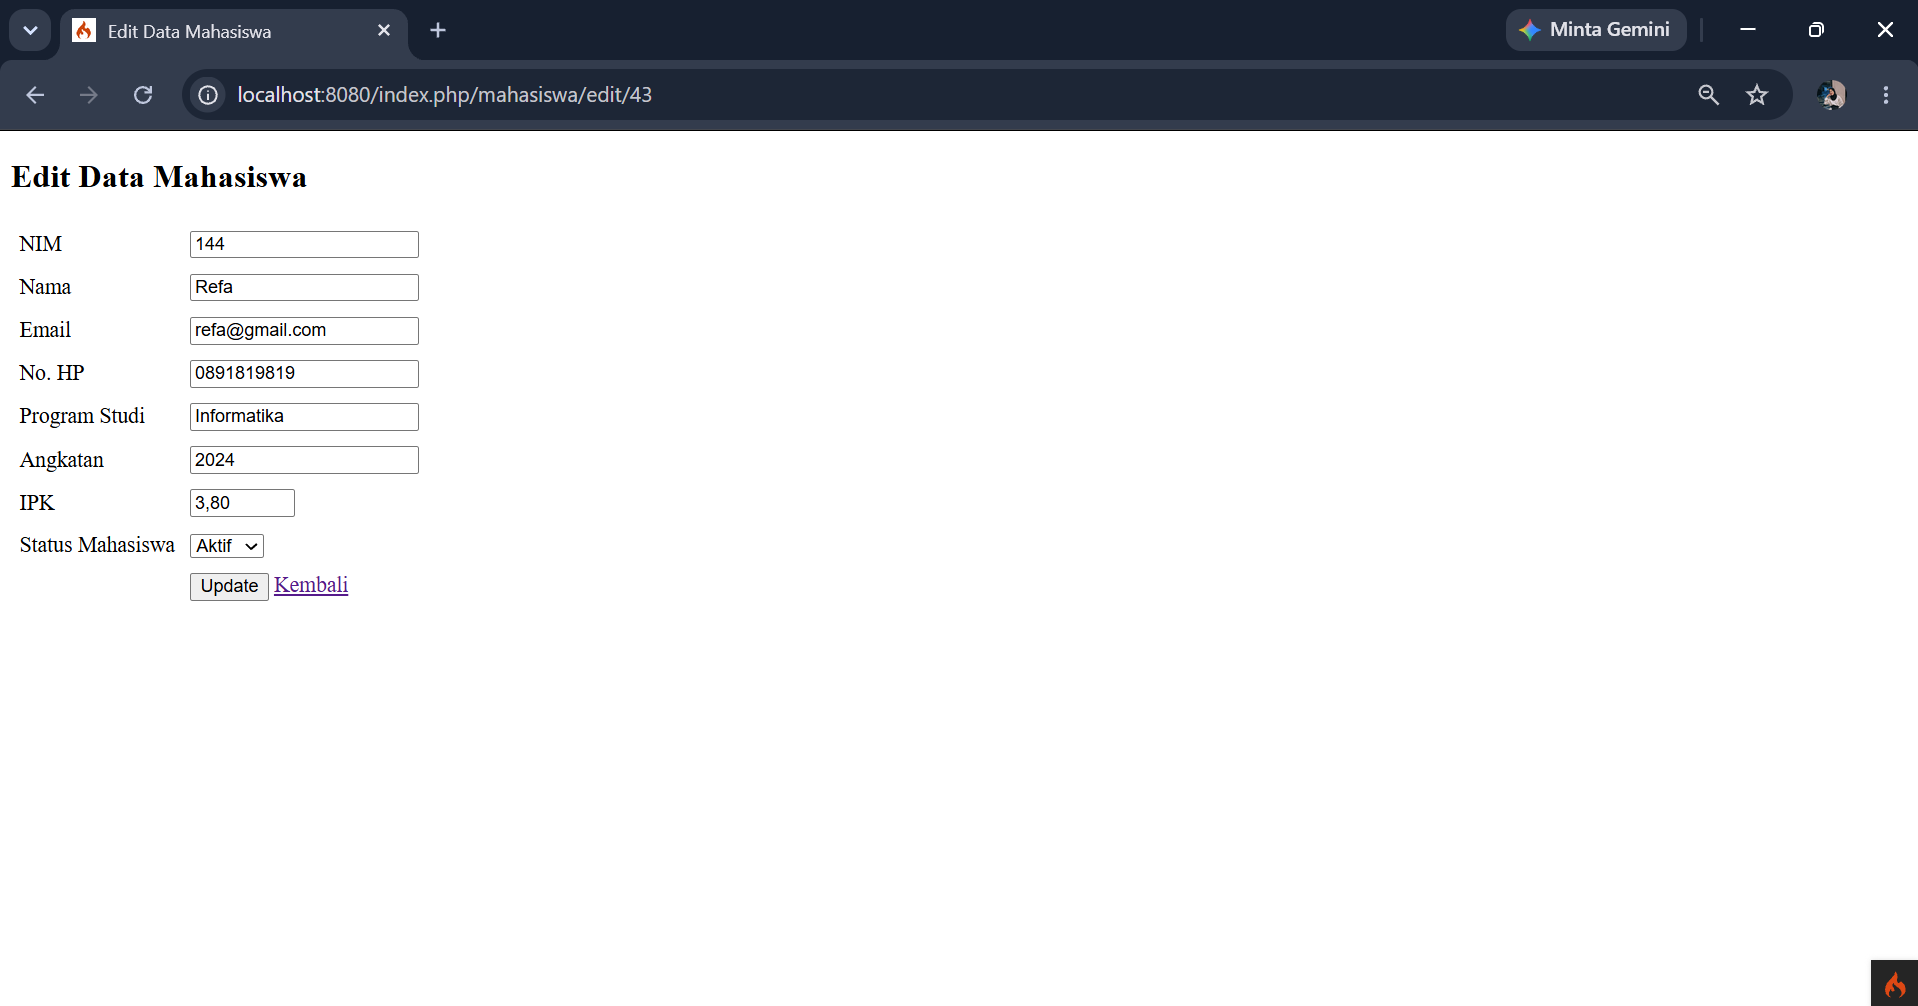 Edit Data Mahasiswa
Minta Gemini
localhost:8080/index.php/mahasiswa/edit/43
Edit Data Mahasiswa
NIM 144
Nama Refa
Email refa@gmail.com
No. HP 0891819819
Program Studi Informatika
Angkatan 2024
IPK 3,80
Status Mahasiswa Aktif
Update Kembali